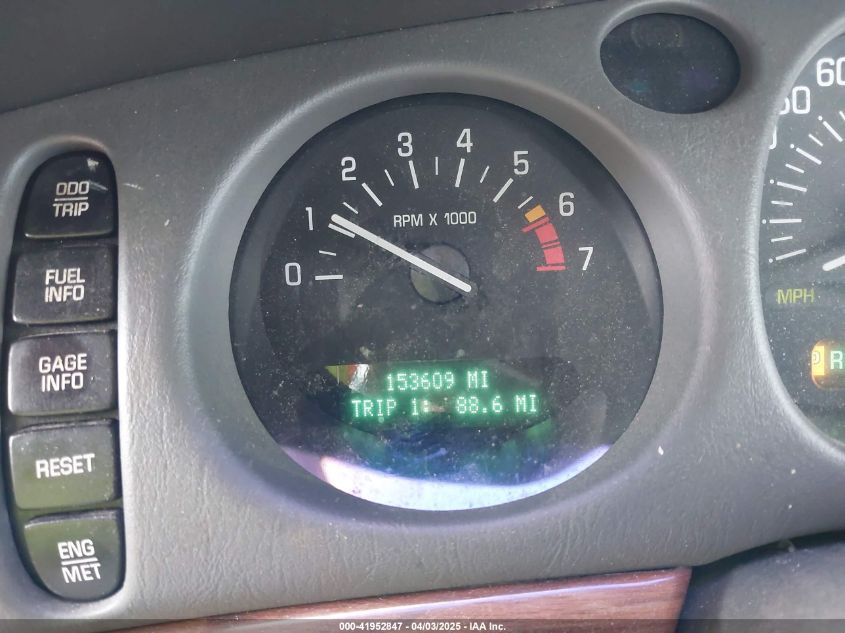 ODO
TRIP
FUEL
INFO
GAGE
INFO
RESET
ENG
MET
0
1
2
3
4
5
6
7
RPM X 1000
153609 MI
TRIP 1: 88.6 MI
60
MPH
R
000-41952847 - 04/03/2025 - IAA Inc.